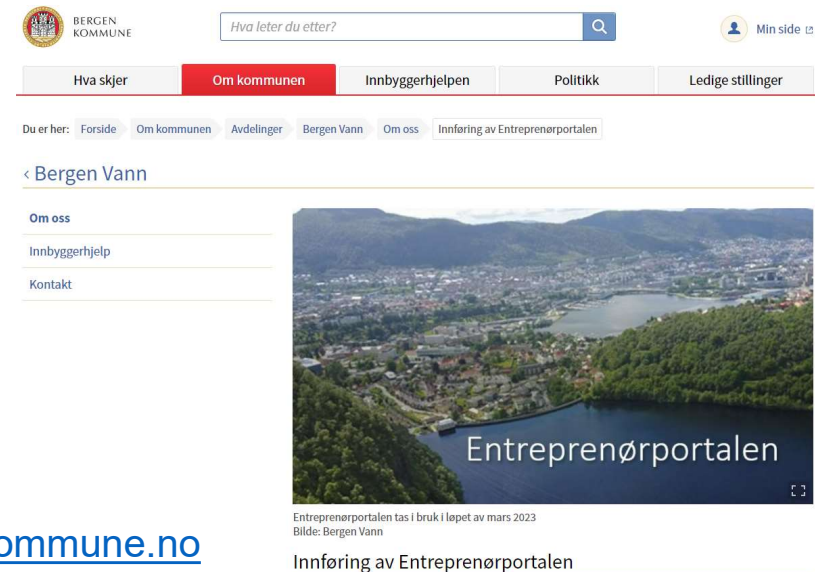 BERGEN
KOMMUNE
Hva leter du etter?
Min side
Hva skjer
Om kommunen
Innbyggerhjelpen
Politikk
Ledige stillinger
Du er her: Forside Om kommunen Avdelinger Bergen Vann Om oss Innføring av Entreprenørportalen
‹ Bergen Vann
Om oss
Innbyggerhjelp
Kontakt
Entreprenørportalen
Entreprenørportalen tas i bruk i løpet av mars 2023
Bilde: Bergen Vann
ommune.no
Innføring av Entreprenørportalen